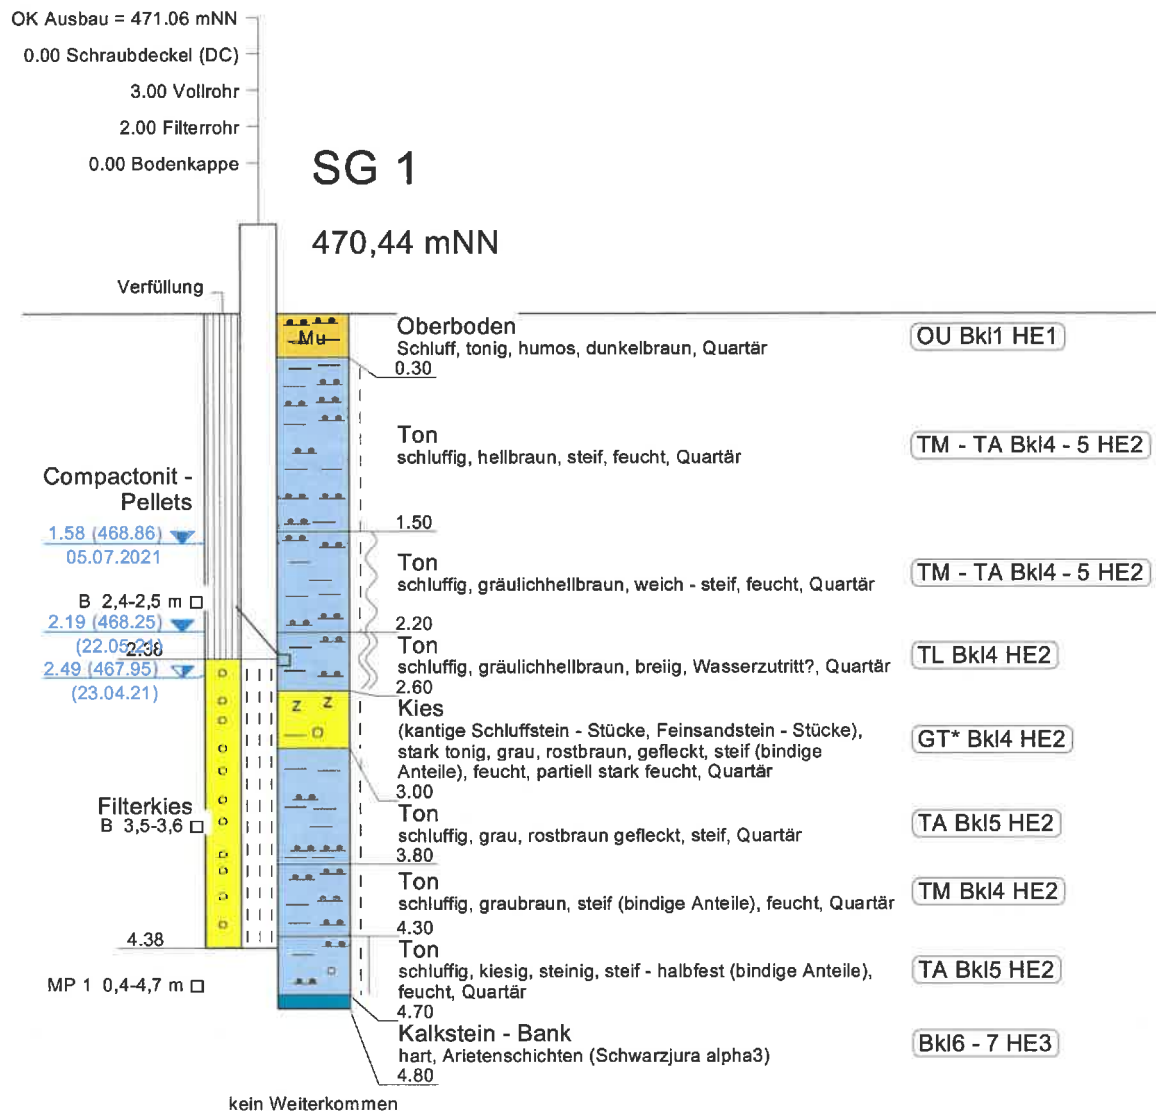 OK Ausbau = 471.06 mNN
0.00 Schraubdeckel (DC)
3.00 Vollrohr
2.00 Filterrohr
0.00 Bodenkappe
SG 1
470,44 mNN
Verfüllung
Mu
Oberboden
Schluff, tonig, humos, dunkelbraun, Quartär
0.30
OU Bkl1 HE1
Ton
schluffig, hellbraun, steif, feucht, Quartär
1.50
TM - TA Bkl4 - 5 HE2
Compactonit -
Pellets
1.58 (468.86)
05.07.2021
Ton
schluffig, gräulichhellbraun, weich - steif, feucht, Quartär
2.20
TM - TA Bkl4 - 5 HE2
B 2,4-2,5 m
2.19 (468.25)
(22.05.21)
2.38
2.49 (467.95)
(23.04.21)
Ton
schluffig, gräulichhellbraun, breiig, Wasserzutritt?, Quartär
2.60
TL Bkl4 HE2
Z Z
Kies
(kantige Schluffstein - Stücke, Feinsandstein - Stücke),
stark tonig, grau, rostbraun, gefleckt, steif (bindige
Anteile), feucht, partiell stark feucht, Quartär
3.00
GT* Bkl4 HE2
Filterkies
B 3,5-3,6
Ton
schluffig, grau, rostbraun gefleckt, steif, Quartär
3.80
TA Bkl5 HE2
Ton
schluffig, graubraun, steif (bindige Anteile), feucht, Quartär
4.30
TM Bkl4 HE2
4.38
MP 1 0,4-4,7 m
Ton
schluffig, kiesig, steinig, steif - halbfest (bindige Anteile),
feucht, Quartär
4.70
TA Bkl5 HE2
Kalkstein - Bank
hart, Arietenschichten (Schwarzjura alpha3)
4.80
Bkl6 - 7 HE3
kein Weiterkommen